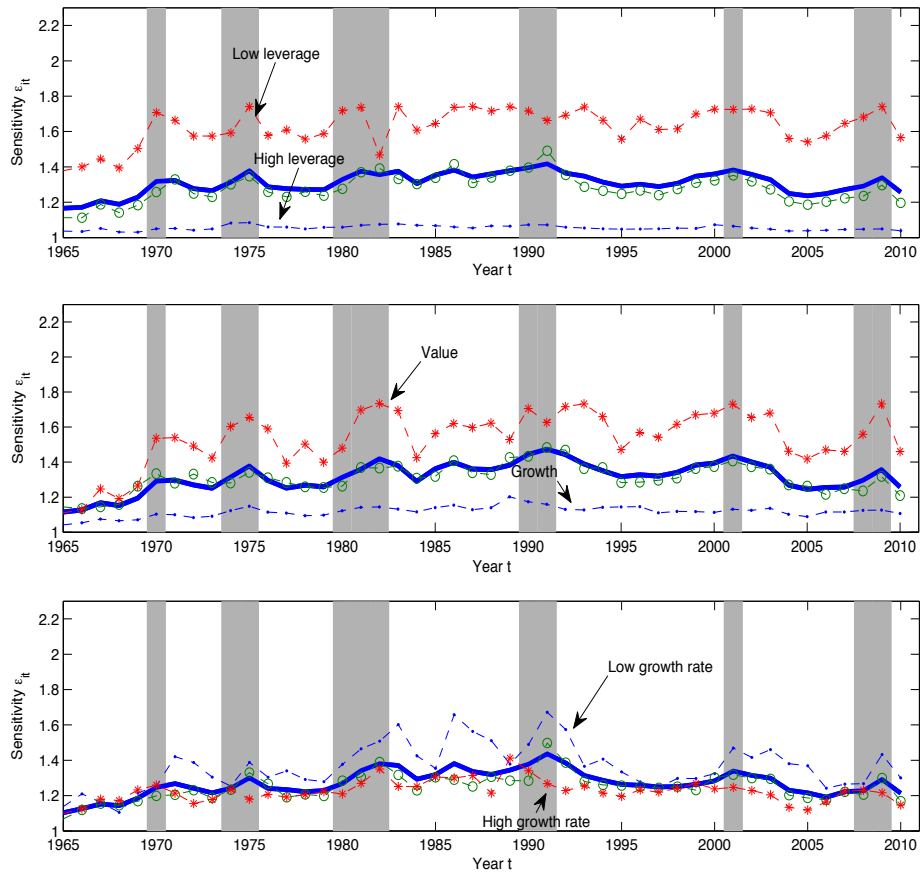 2.2
2
1.8
1.6
1.4
1.2
1
Sensitivity ε_it
Low leverage
High leverage
1965 1970 1975 1980 1985 1990 1995 2000 2005 2010
Year t
2.2
2
1.8
1.6
1.4
1.2
1
Sensitivity ε_it
Value
Growth
1965 1970 1975 1980 1985 1990 1995 2000 2005 2010
Year t
2.2
2
1.8
1.6
1.4
1.2
1
Sensitivity ε_it
Low growth rate
High growth rate
1965 1970 1975 1980 1985 1990 1995 2000 2005 2010
Year t